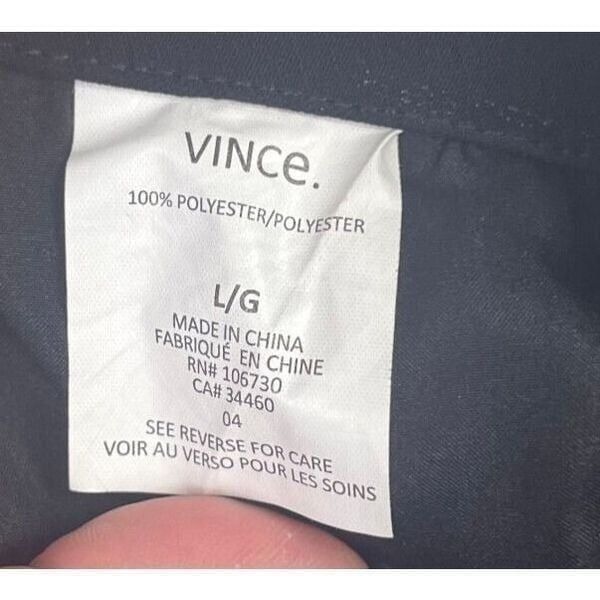 VINCe.
100% POLYESTER/POLYESTER
L/G
MADE IN CHINA
FABRIQUÉ EN CHINE
RN# 106730
CA# 34460
04
SEE REVERSE FOR CARE
VOIR AU VERSO POUR LES SOINS